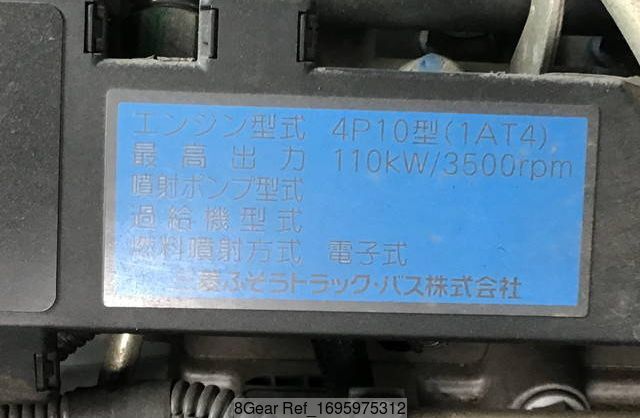 エンジン型式 4P10型(1AT4)
最高出力 110kW/3500rpm
噴射ポンプ型式
過給機型式
燃料噴射方式 電子式
三菱ふそうトラック・バス株式会社
8Gear Ref_1695975312